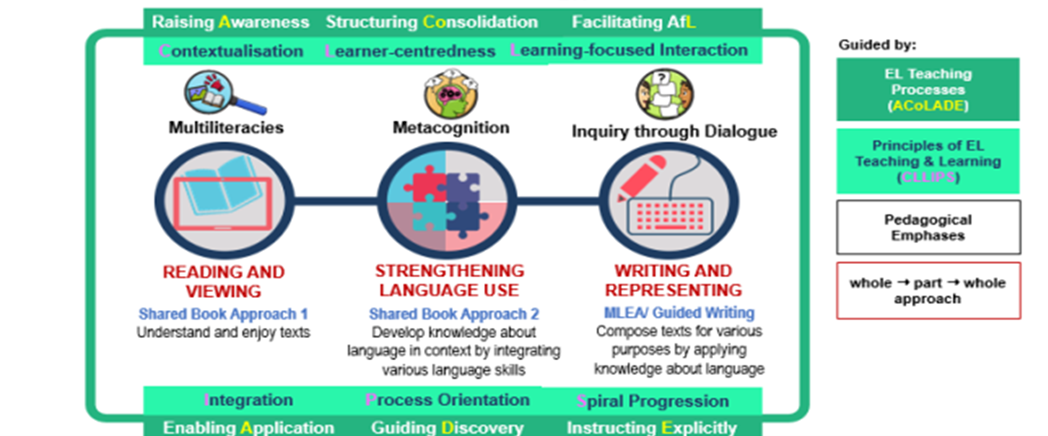 Raising Awareness Structuring Consolidation Facilitating AfL
Contextualisation Learner-centredness Learning-focused Interaction
Multiliteracies
Metacognition
Inquiry through Dialogue
?
READING AND
VIEWING
Shared Book Approach 1
Understand and enjoy texts
STRENGTHENING
LANGUAGE USE
Shared Book Approach 2
Develop knowledge about
language in context by integrating
various language skills
WRITING AND
REPRESENTING
MLEA/ Guided Writing
Compose texts for various
purposes by applying
knowledge about language
Integration Process Orientation Spiral Progression
Enabling Application Guiding Discovery Instructing Explicitly
Guided by:
EL Teaching
Processes
(ACoLADE)
Principles of EL
Teaching & Learning
(CLLIPS)
Pedagogical
Emphases
whole → part → whole
approach